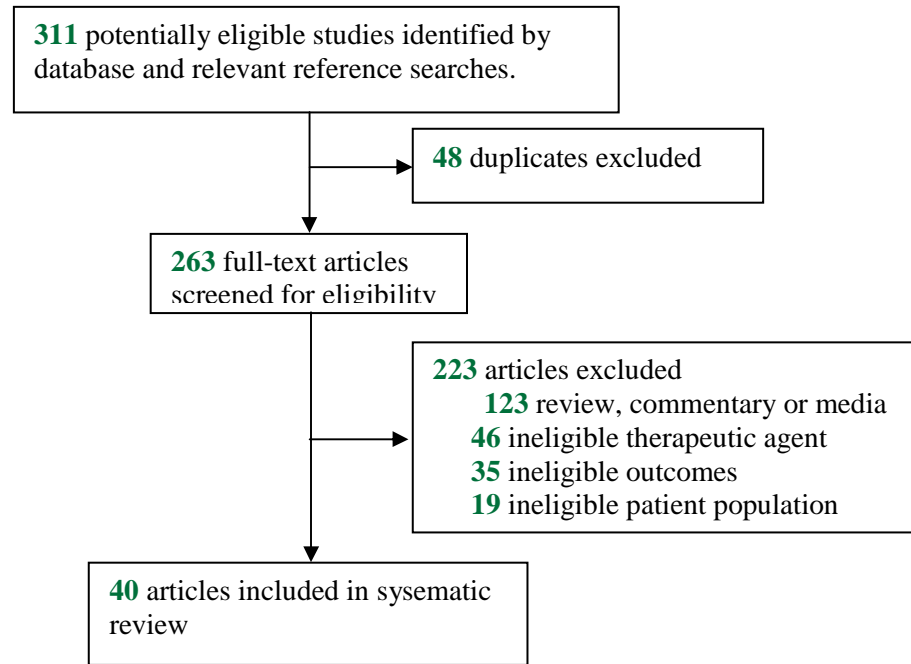 311 potentially eligible studies identified by
database and relevant reference searches.
48 duplicates excluded
263 full-text articles
screened for eligibility
223 articles excluded
123 review, commentary or media
46 ineligible therapeutic agent
35 ineligible outcomes
19 ineligible patient population
40 articles included in sysematic
review